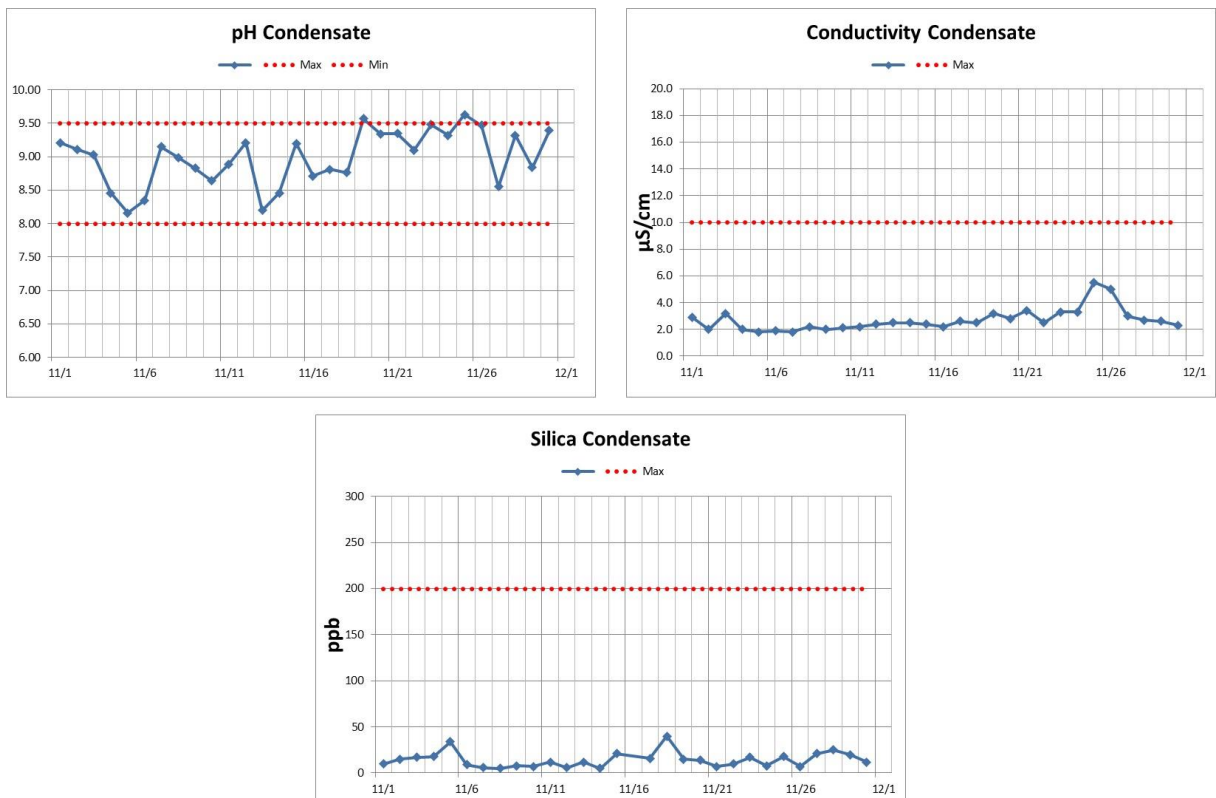 pH Condensate
Max Min
10.00
9.50
9.00
8.50
8.00
7.50
7.00
6.50
6.00
11/1 11/6 11/11 11/16 11/21 11/26 12/1
Conductivity Condensate
Max
µS/cm
20.0
18.0
16.0
14.0
12.0
10.0
8.0
6.0
4.0
2.0
0.0
11/1 11/6 11/11 11/16 11/21 11/26 12/1
Silica Condensate
Max
ppb
300
250
200
150
100
50
0
11/1 11/6 11/11 11/16 11/21 11/26 12/1